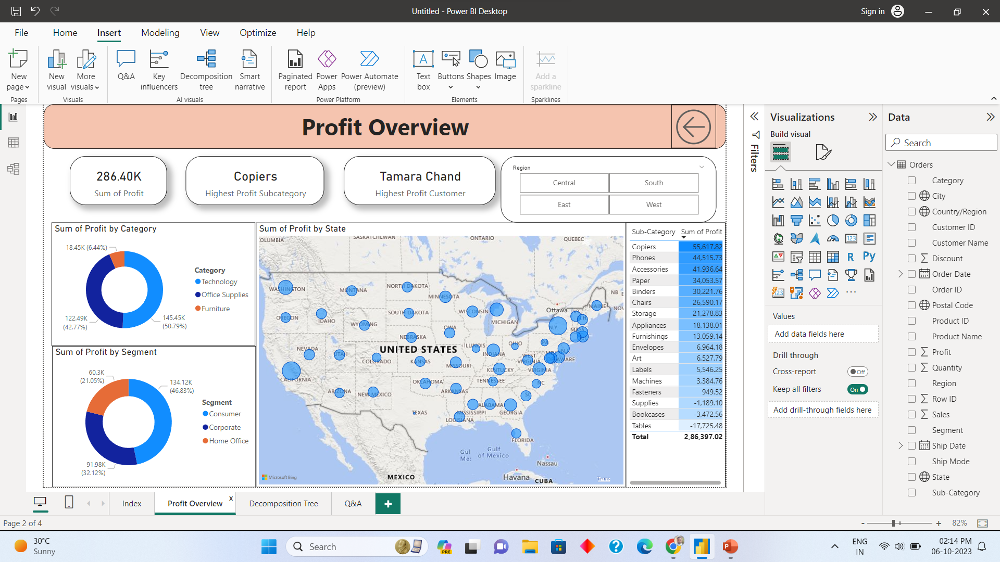 Untitled - Power BI Desktop
Sign in
File
Home
Insert
Modeling
View
Optimize
Help
New
page
Pages
New
visual
More
visuals
Visuals
Q&A
Key
influencers
Decomposition
tree
Smart
narrative
AI visuals
Paginated
report
Power
Apps
Power Automate
(preview)
Power Platform
Text
box
Buttons
Shapes
Image
Elements
Add a
sparkline
Sparklines
Profit Overview
286.40K
Sum of Profit
Copiers
Highest Profit Subcategory
Tamara Chand
Highest Profit Customer
Region
Central
South
East
West
Sum of Profit by Category
18.45K (6.44%)
122.49K
(42.77%)
145.45K
(50.79%)
Category
Technology
Office Supplies
Furniture
Sum of Profit by Segment
60.3K
(21.05%)
134.12K
(46.83%)
91.98K
(32.12%)
Segment
Consumer
Corporate
Home Office
Sum of Profit by State
OLUMBIA
SASKATCHEWAN
ONTARIO
QUEBEC
WASHINGTON
MONTANA
NORTH DAKOTA
MINNESOTA
NB
OREGON
IDAHO
WYOMING
SOUTH DAKOTA
WISCONSIN
MICHIGAN
Ottawa
VT
MAINE
NOV
N.Y.
MASS
IOWA
NEBRASKA
NEVADA
UTAH
COLORADO
UNITED STATES
KANSAS
ILLINOIS
INDIANA
OHIO
PA
MISSOURI
WEST
VIRGINIA
KENTUCKY
VIRGINIA
DELAWARE
CALIFORNIA
ARIZONA
NEW MEXICO
OKLAHOMA
ARKANSAS
TENNESSEE
NC
SC
TEXAS
MISSISSIPPI
ALABAMA
GEORGIA
LOUISIANA
FLORIDA
Gul
Me:
Gulf
of Mexico
Nassau
MEXICO
Havana
CUBA
Microsoft Bing
Terms
Sub-Category Sum of Profit
Copiers 55,617.82
Phones 44,515.73
Accessories 41,936.64
Paper 34,053.57
Binders 30,221.76
Chairs 26,590.17
Storage 21,278.83
Appliances 18,138.01
Furnishings 13,059.14
Envelopes 6,964.18
Art 6,527.79
Labels 5,546.25
Machines 3,384.76
Fasteners 949.52
Supplies -1,189.10
Bookcases -3,472.56
Tables -17,725.48
Total 2,86,397.02
Filters
Visualizations
Build visual
123
R
Py
123
Values
Add data fields here
Drill through
Cross-report
Off
Keep all filters
On
Add drill-through fields here
Data
Search
Orders
Category
City
Country/Region
Customer ID
Customer Name
Discount
Order Date
Order ID
Postal Code
Product ID
Product Name
Profit
Quantity
Region
Row ID
Sales
Segment
Ship Date
Ship Mode
State
Sub-Category
Index
Profit Overview
x
Decomposition Tree
Q&A
+
Page 2 of 4
- + 82%
30°C
Sunny
Search
PRE
ENG
IN
02:14 PM
06-10-2023